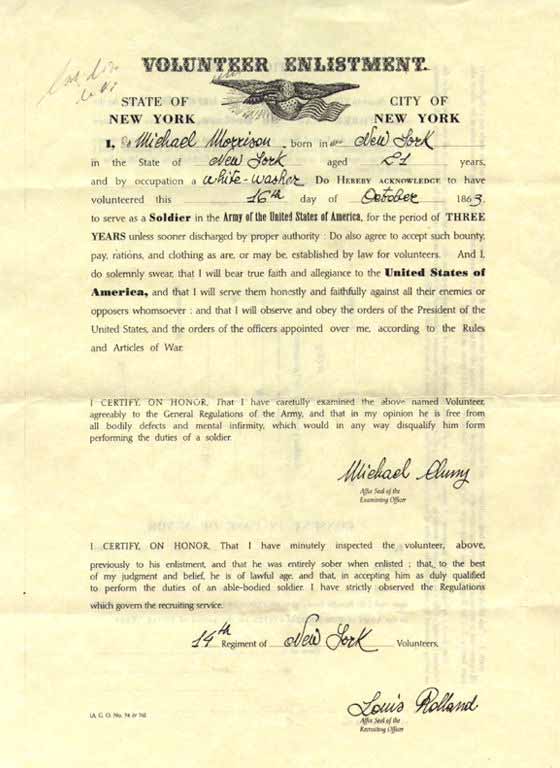 VOLUNTEER ENLISTMENT.
STATE OF
NEW YORK
CITY OF
NEW YORK
I, Michael Morrison born in New York
in the State of New York aged 21 years,
and by occupation a White-Washer Do Hereby acknowledge to have
volunteered this 16th day of October 1863.
to serve as a Soldier in the Army of the United States of America, for the period of THREE
YEARS unless sooner discharged by proper authority : Do also agree to accept such bounty,
pay, rations, and clothing as are, or may be, established by law for volunteers. And I,
do solemnly swear, that I will bear true faith and allegiance to the United States of
America, and that I will serve them honestly and faithfully against all their enemies or
opposers whomsoever : and that I will observe and obey the orders of the President of the
United States, and the orders of the officers appointed over me, according to the Rules
and Articles of War.
I CERTIFY, ON HONOR, That I have carefully examined the above named Volunteer,
agreeably to the General Regulations of the Army, and that in my opinion he is free from
all bodily defects and mental infirmity, which would in any way disqualify him form
performing the duties of a soldier.
Michael
Affix Seal of the
Examining Officer
I CERTIFY, ON HONOR, That I have minutely inspected the volunteer, above,
previously to his enlistment, and that he was entirely sober when enlisted ; that, to the best
of my judgment and belief, he is of lawful age, and that, in accepting him as duly qualified
to perform the duties of an able-bodied soldier. I have strictly observed the Regulations
which govern the recruiting service.
14th Regiment of New York Volunteers.
Louis Rolland
Affix Seal of the
Recruiting Officer
(A. G. O. No. 74 & 76)